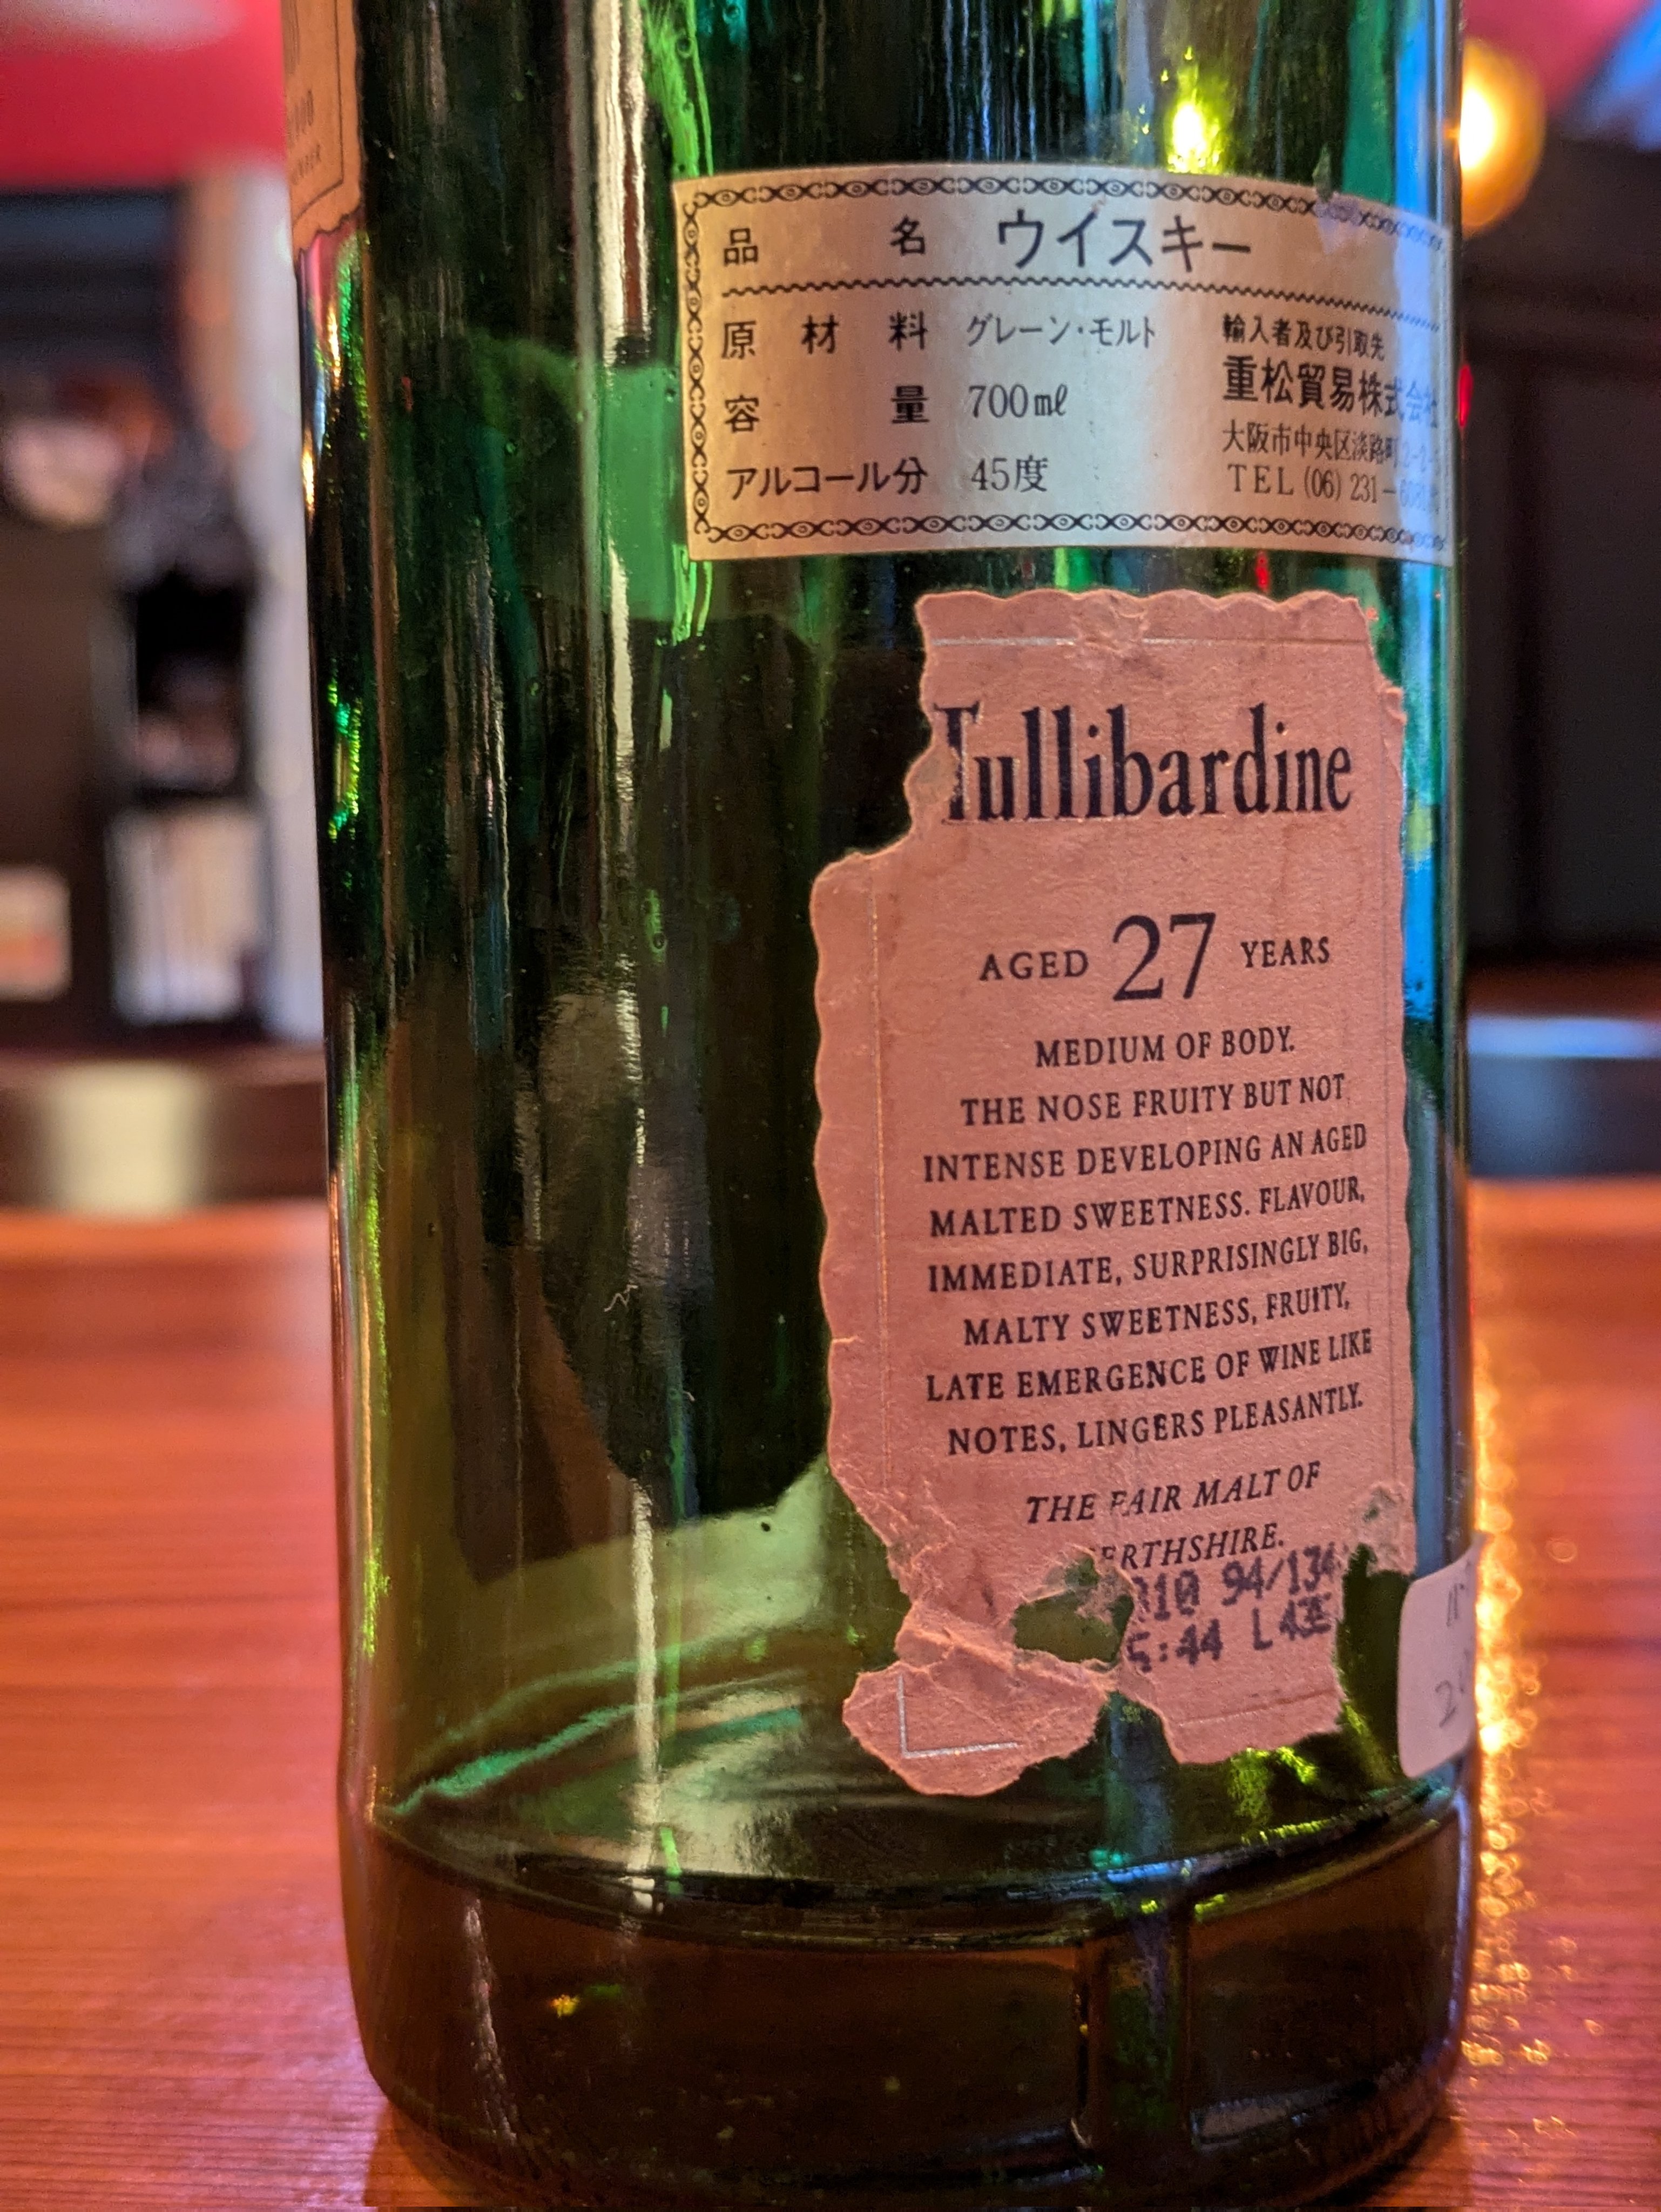 品名 ウイスキー
原材料 グレーン・モルト
容量 700mℓ
アルコール分 45度
輸入者及び引取先
重松貿易株式会社
大阪市中央区淡路町
TEL (06) 231-
Tullibardine
AGED 27 YEARS
MEDIUM OF BODY.
THE NOSE FRUITY BUT NOT
INTENSE DEVELOPING AN AGED
MALTED SWEETNESS. FLAVOUR,
IMMEDIATE, SURPRISINGLY BIG,
MALTY SWEETNESS, FRUITY,
LATE EMERGENCE OF WINE LIKE
NOTES, LINGERS PLEASANTLY.
THE FAIR MALT OF
ERTHSHIRE.
10 94/134
5:44